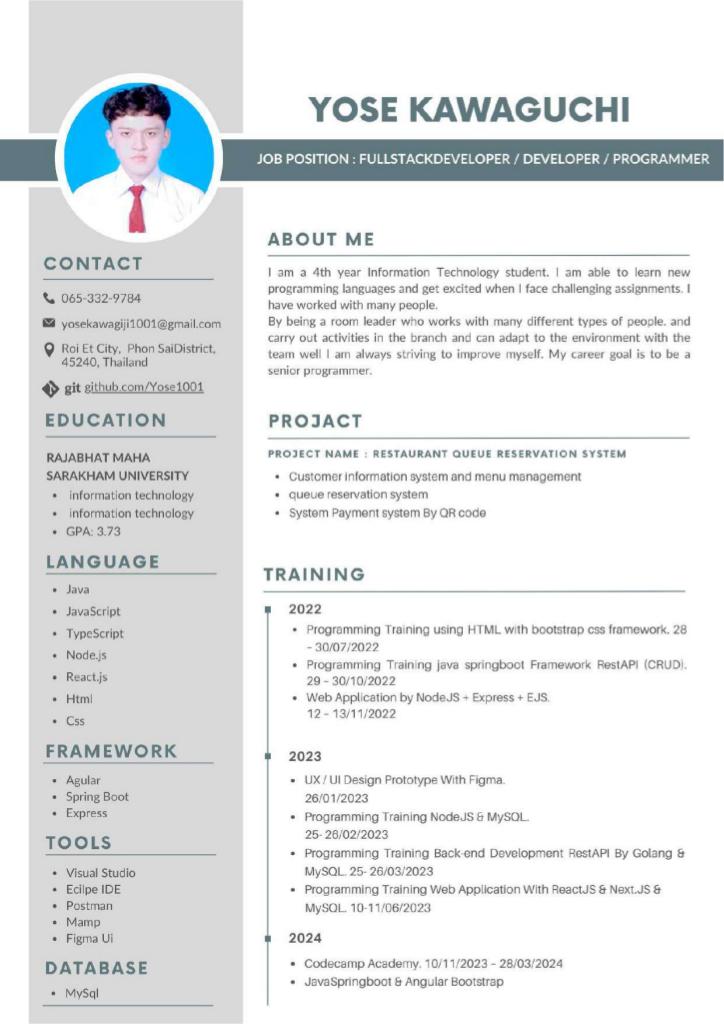 YOSE KAWAGUCHI
JOB POSITION : FULLSTACKDEVELOPER / DEVELOPER / PROGRAMMER
CONTACT
065-332-9784
yosekawagiji1001@gmail.com
Roi Et City, Phon SaiDistrict,
45240, Thailand
git github.com/Yose1001
EDUCATION
RAJABHAT MAHA
SARAKHAM UNIVERSITY
• information technology
• information technology
• GPA: 3.73
LANGUAGE
• Java
• JavaScript
• TypeScript
• Node.js
• React.js
• Html
• Css
FRAMEWORK
• Agular
• Spring Boot
• Express
TOOLS
• Visual Studio
• Ecilpe IDE
• Postman
• Mamp
• Figma Ui
DATABASE
• MySql
ABOUT ME
I am a 4th year Information Technology student. I am able to learn new
programming languages and get excited when I face challenging assignments. I
have worked with many people.
By being a room leader who works with many different types of people. and
carry out activities in the branch and can adapt to the environment with the
team well I am always striving to improve myself. My career goal is to be a
senior programmer.
PROJACT
PROJECT NAME : RESTAURANT QUEUE RESERVATION SYSTEM
• Customer information system and menu management
• queue reservation system
• System Payment system By QR code
TRAINING
2022
• Programming Training using HTML with bootstrap css framework. 28
- 30/07/2022
• Programming Training java springboot Framework RestAPI (CRUD).
29 - 30/10/2022
• Web Application by NodeJS + Express + EJS.
12 - 13/11/2022
2023
• UX / UI Design Prototype With Figma.
26/01/2023
• Programming Training NodeJS & MySQL.
25- 26/02/2023
• Programming Training Back-end Development RestAPI By Golang &
MySQL. 25- 26/03/2023
• Programming Training Web Application With ReactJS & Next.JS &
MySQL. 10-11/06/2023
2024
• Codecamp Academy. 10/11/2023 - 28/03/2024
• JavaSpringboot & Angular Bootstrap